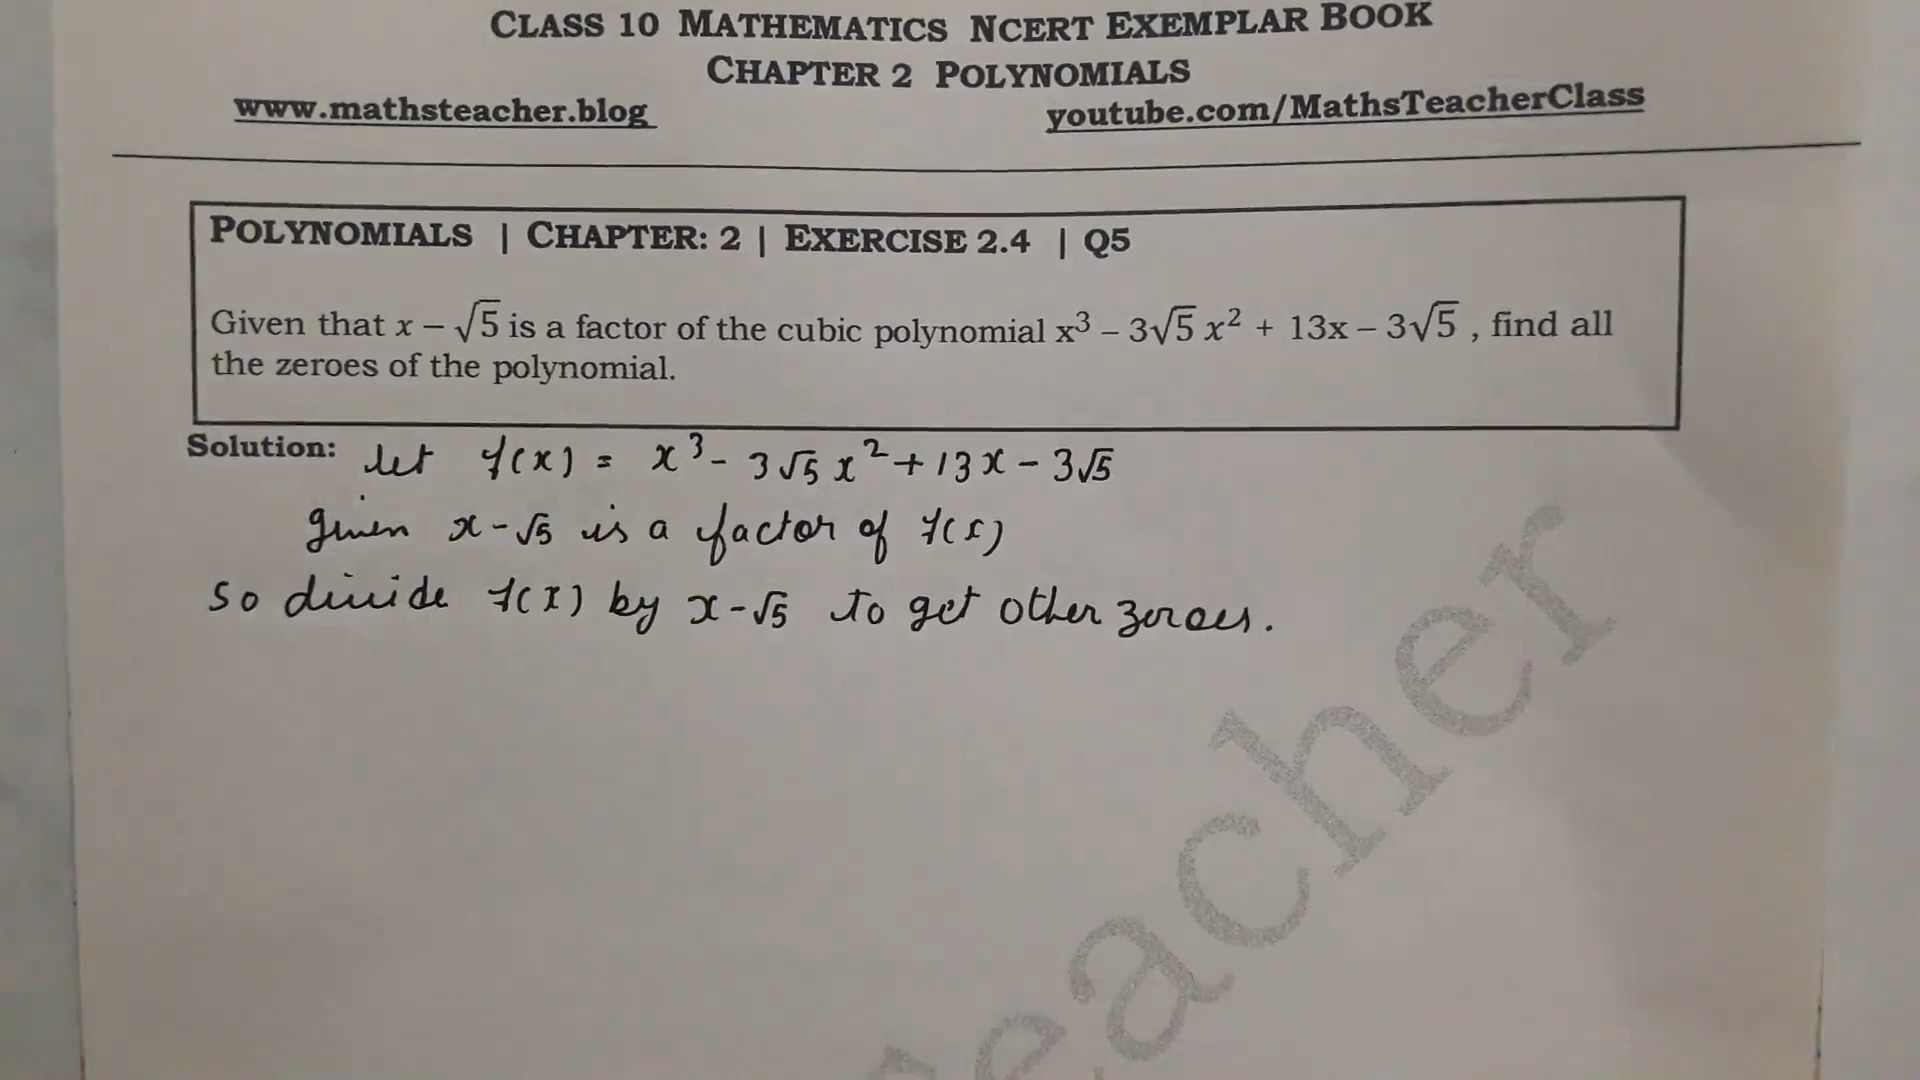 CLASS 10 MATHEMATICS NCERT EXEMPLAR BOOK
CHAPTER 2 POLYNOMIALS
www.mathsteacher.blog youtube.com/MathsTeacherClass
POLYNOMIALS | CHAPTER: 2 | EXERCISE 2.4 | Q5
Given that x – √5 is a factor of the cubic polynomial x³ – 3√5 x² + 13x – 3√5 , find all
the zeroes of the polynomial.
Solution: let f(x) = x³ - 3√5 x² + 13x - 3√5
given x - √5 is a factor of f(x)
So divide f(x) by x - √5 to get other zeroes.
eacher